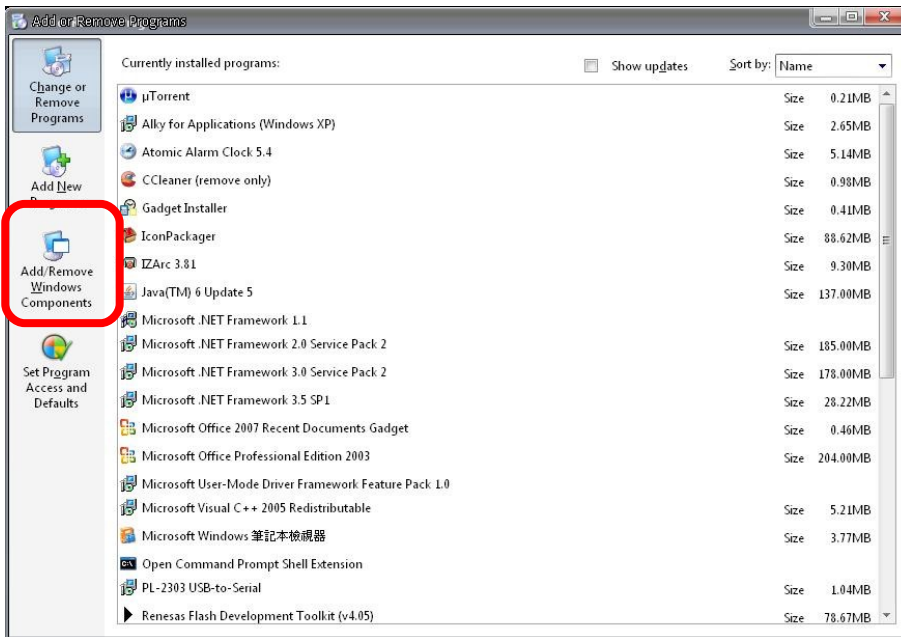 Add or Remove Programs
Change or
Remove
Programs
Add New
Add/Remove
Windows
Components
Set Program
Access and
Defaults
Currently installed programs:
Show updates
Sort by: Name
µTorrent Size 0.21MB
Alky for Applications (Windows XP) Size 2.65MB
Atomic Alarm Clock 5.4 Size 5.14MB
CCleaner (remove only) Size 0.98MB
Gadget Installer Size 0.41MB
IconPackager Size 88.62MB
IZArc 3.81 Size 9.30MB
Java(TM) 6 Update 5 Size 137.00MB
Microsoft .NET Framework 1.1
Microsoft .NET Framework 2.0 Service Pack 2 Size 185.00MB
Microsoft .NET Framework 3.0 Service Pack 2 Size 178.00MB
Microsoft .NET Framework 3.5 SP1 Size 28.22MB
Microsoft Office 2007 Recent Documents Gadget Size 0.46MB
Microsoft Office Professional Edition 2003 Size 204.00MB
Microsoft User-Mode Driver Framework Feature Pack 1.0
Microsoft Visual C++ 2005 Redistributable Size 5.21MB
Microsoft Windows 筆記本檢視器 Size 3.77MB
Open Command Prompt Shell Extension
PL-2303 USB-to-Serial Size 1.04MB
Renesas Flash Development Toolkit (v4.05) Size 78.67MB